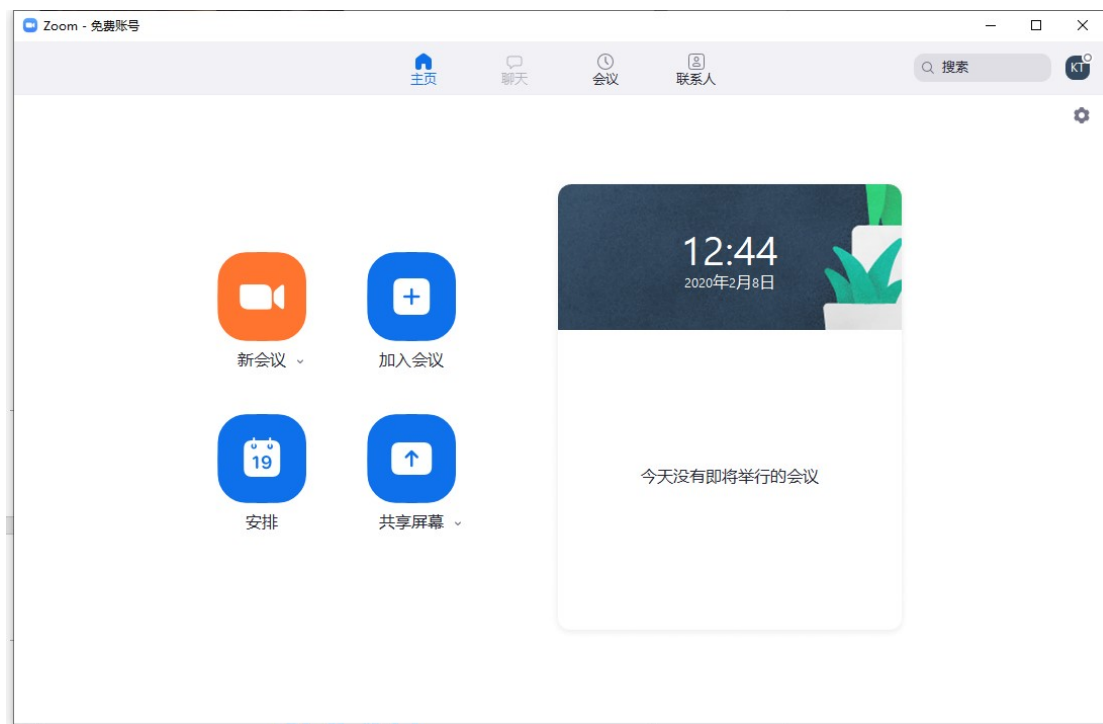 Zoom - 免费账号
主页
聊天
会议
联系人
搜索
KT
12:44
2020年2月8日
新会议
加入会议
19
安排
共享屏幕
今天没有即将举行的会议